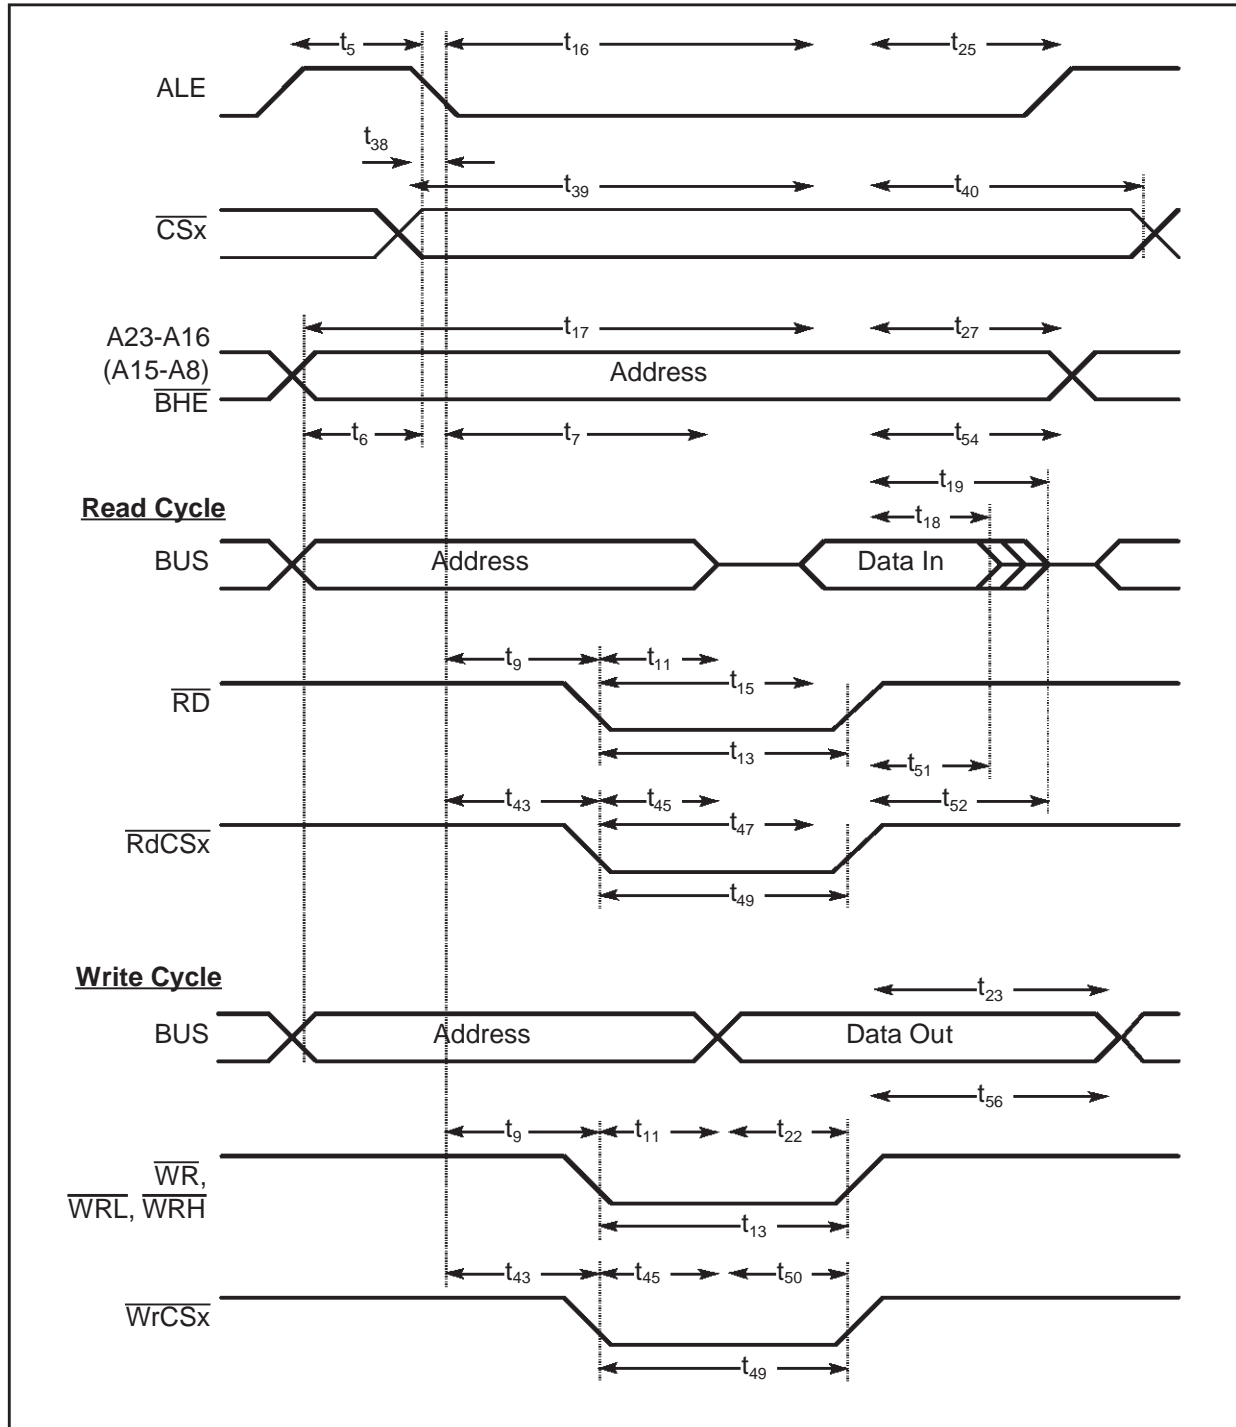 t5 t16 t25
ALE
t38
t39 t40
CSx
A23-A16
(A15-A8)
BHE
t17 t27
Address
t6 t7 t54
t19
Read Cycle
t18
BUS Address Data In
t9 t11
t15
RD
t13
t51
t43 t45 t52
t47
RdCSx
t49
Write Cycle
t23
BUS Address Data Out
t56
t9 t11 t22
WR,
WRL, WRH
t13
t43 t45 t50
WrCSx
t49